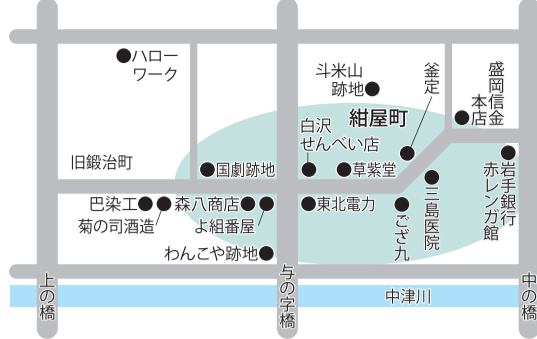 ハロー
ワーク
斗米山
跡地
釜定
盛岡信金
本店
紺屋町
白沢
せんべい店
旧鍛治町
国劇跡地
草紫堂
岩手銀行
赤レンガ館
巴染工
森八商店
東北電力
三島医院
菊の司酒造
よ組番屋
ござ九
わんこや跡地
上の橋
与の字橋
中津川
中の橋